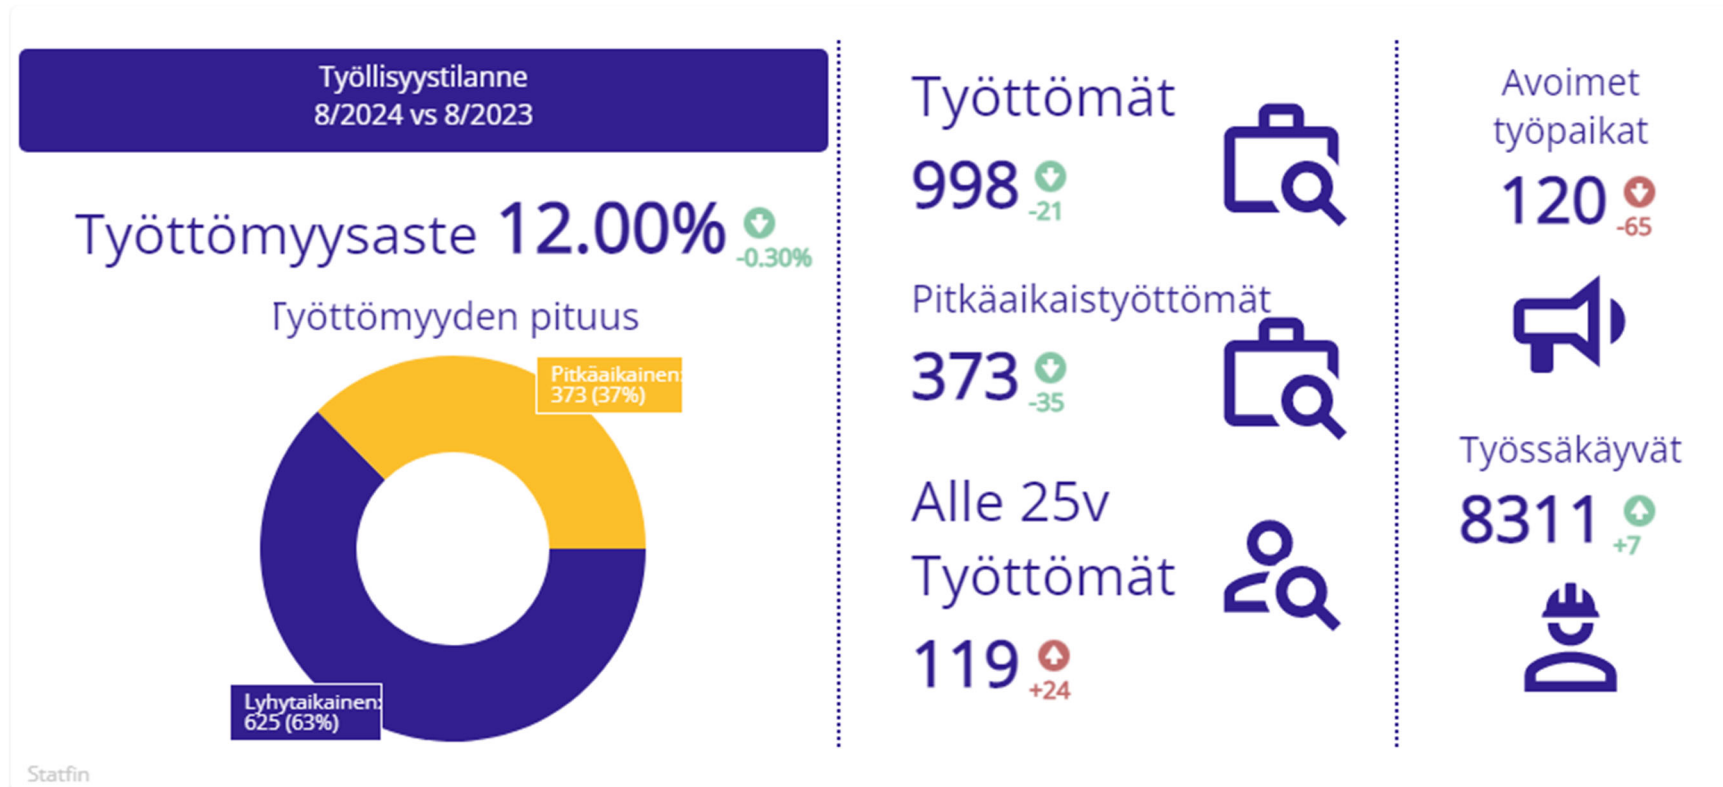 Työllisyystilanne
8/2024 vs 8/2023
Työttömyysaste 12.00%
-0.30%
Työttömyyden pituus
Pitkäaikainen:
373 (37%)
Lyhytaikainen:
625 (63%)
Statfin
Työttömät
998
-21
Pitkäaikaistyöttömät
373
-35
Alle 25v
Työttömät
119
+24
Avoimet
työpaikat
120
-65
Työssäkäyvät
8311
+7